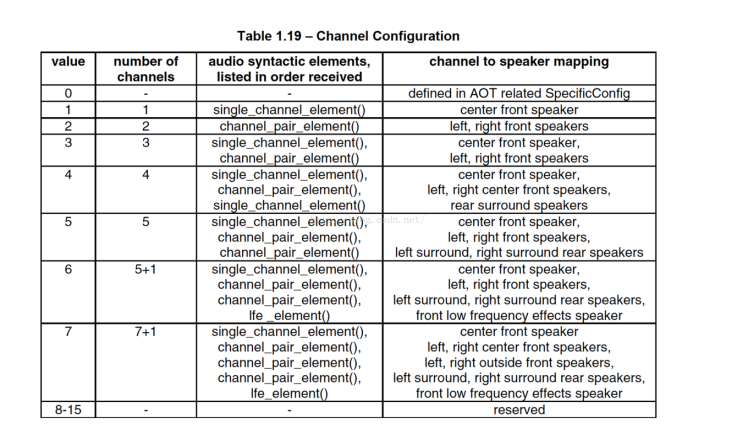 Table 1.19 – Channel Configuration
value number of channels audio syntactic elements, listed in order received channel to speaker mapping
0 - - defined in AOT related SpecificConfig
1 1 single_channel_element() center front speaker
2 2 channel_pair_element() left, right front speakers
3 3 single_channel_element(), center front speaker,
channel_pair_element() left, right front speakers
4 4 single_channel_element(), center front speaker,
channel_pair_element(), left, right center front speakers,
single_channel_element() rear surround speakers
5 5 single_channel_element(), center front speaker,
channel_pair_element(), left, right front speakers,
channel_pair_element() left surround, right surround rear speakers
6 5+1 single_channel_element(), center front speaker,
channel_pair_element(), left, right front speakers,
channel_pair_element(), left surround, right surround rear speakers,
lfe _element() front low frequency effects speaker
7 7+1 single_channel_element(), center front speaker
channel_pair_element(), left, right center front speakers,
channel_pair_element(), left, right outside front speakers,
channel_pair_element(), left surround, right surround rear speakers,
lfe_element() front low frequency effects speaker
8-15 - - reserved